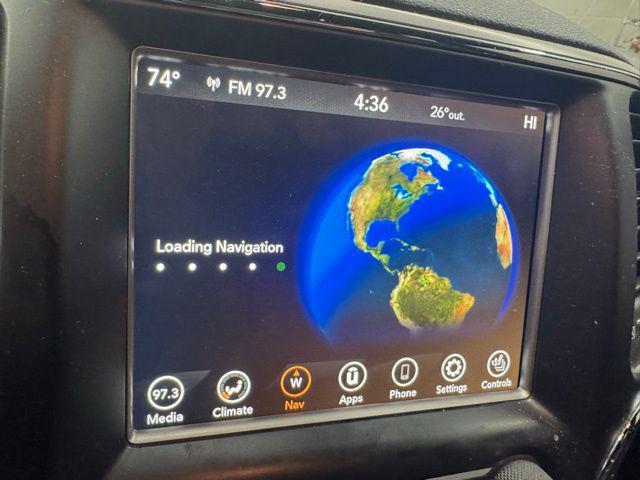 74° FM 97.3 4:36 26°out. HI
Loading Navigation
97.3 W
Media Climate Nav Apps Phone Settings Controls